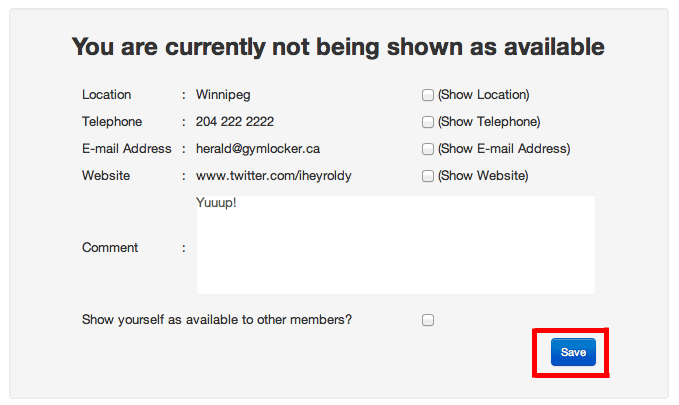 You are currently not being shown as available
Location : Winnipeg (Show Location)
Telephone : 204 222 2222 (Show Telephone)
E-mail Address : herald@gymlocker.ca (Show E-mail Address)
Website : www.twitter.com/iheyroldy (Show Website)
Yuuup!
Comment :
Show yourself as available to other members?
Save